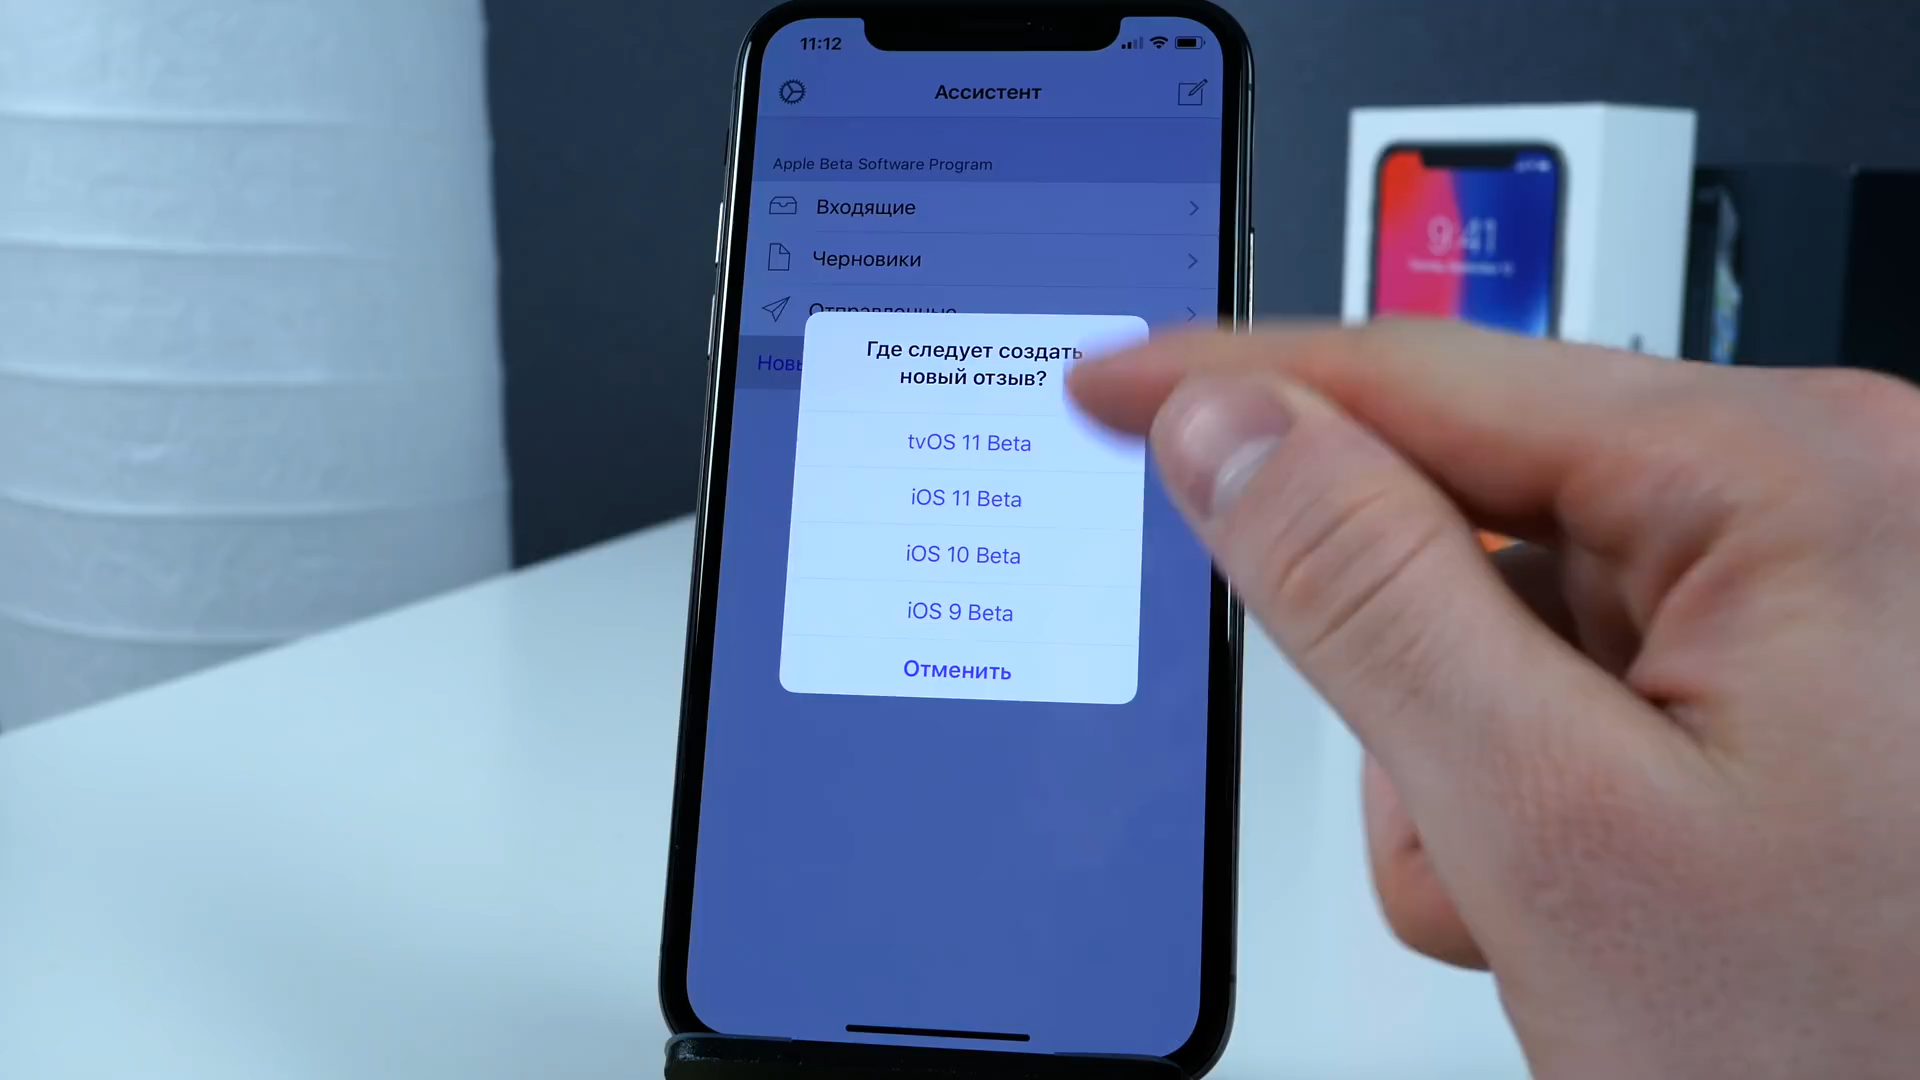 11:12
Ассистент
Apple Beta Software Program
Входящие
Черновики
Отправленные
Где следует создать
новый отзыв?
tvOS 11 Beta
iOS 11 Beta
iOS 10 Beta
iOS 9 Beta
Отменить
9:41